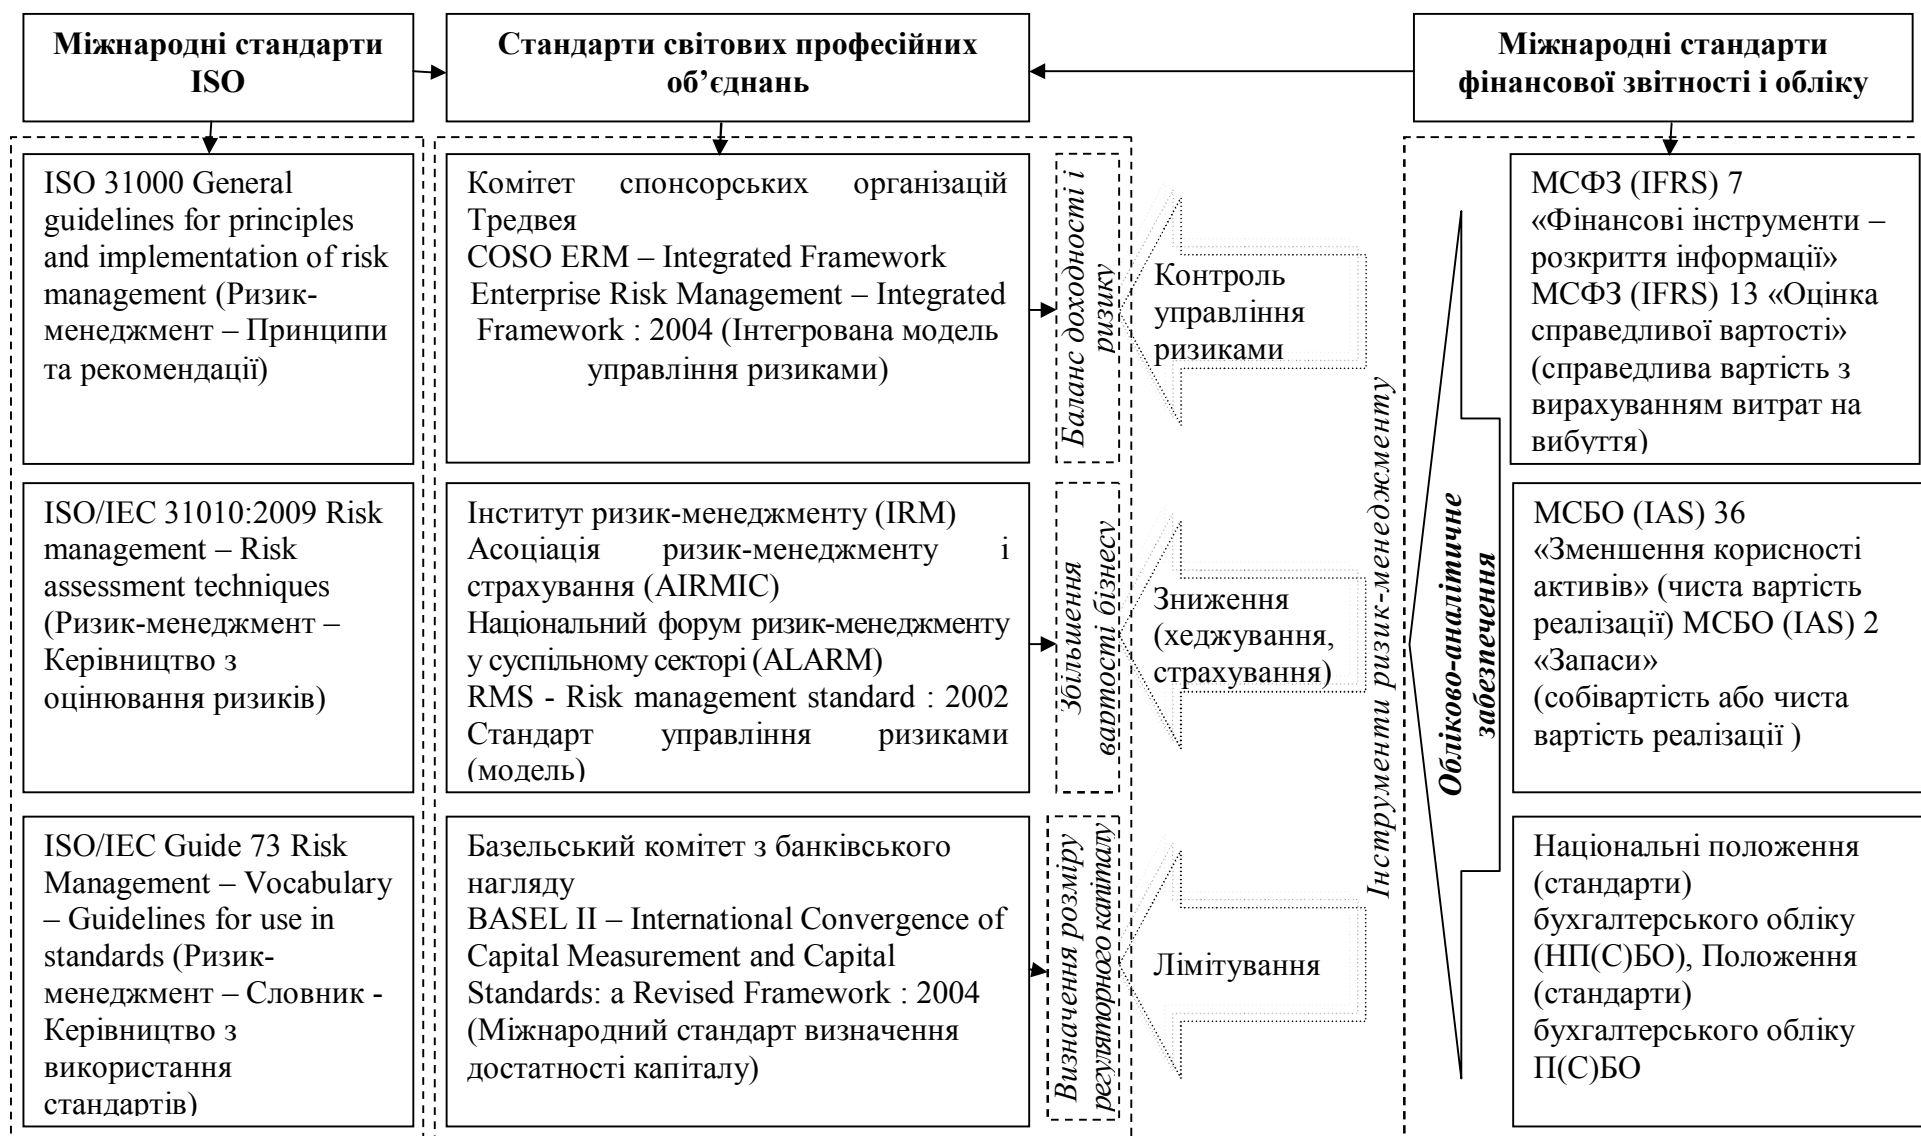 Міжнародні стандарти
ISO
Стандарти світових професійних
об’єднань
Міжнародні стандарти
фінансової звітності і обліку
ISO 31000 General
guidelines for principles
and implementation of risk
management (Ризик-
менеджмент – Принципи
та рекомендації)
ISO/IEC 31010:2009 Risk
management – Risk
assessment techniques
(Ризик-менеджмент –
Керівництво з
оцінювання ризиків)
ISO/IEC Guide 73 Risk
Management – Vocabulary
– Guidelines for use in
standards (Ризик-
менеджмент – Словник -
Керівництво з
використання
стандартів)
Комітет спонсорських організацій
Тредвея
COSO ERM – Integrated Framework
Enterprise Risk Management – Integrated
Framework : 2004 (Інтегрована модель
управління ризиками)
Інститут ризик-менеджменту (IRM)
Асоціація ризик-менеджменту і
страхування (AIRMIC)
Національний форум ризик-менеджменту
у суспільному секторі (ALARM)
RMS - Risk management standard : 2002
Стандарт управління ризиками
(модель)
Базельський комітет з банківського
нагляду
BASEL II – International Convergence of
Capital Measurement and Capital
Standards: a Revised Framework : 2004
(Міжнародний стандарт визначення
достатності капіталу)
Баланс доходності і
ризику
Збільшення
вартості бізнесу
Визначення розміру
регуляторного капіталу
Контроль
управління
ризиками
Зниження
(хеджування,
страхування)
Лімітування
Інструменти ризик-менеджменту
Обліково-аналітичне
забезпечення
МСФЗ (IFRS) 7
«Фінансові інструменти –
розкриття інформації»
МСФЗ (IFRS) 13 «Оцінка
справедливої вартості»
(справедлива вартість з
вирахуванням витрат на
вибуття)
МСБО (IAS) 36
«Зменшення корисності
активів» (чиста вартість
реалізації) МСБО (IAS) 2
«Запаси»
(собівартість або чиста
вартість реалізації )
Національні положення
(стандарти)
бухгалтерського обліку
(НП(С)БО), Положення
(стандарти)
бухгалтерського обліку
П(С)БО